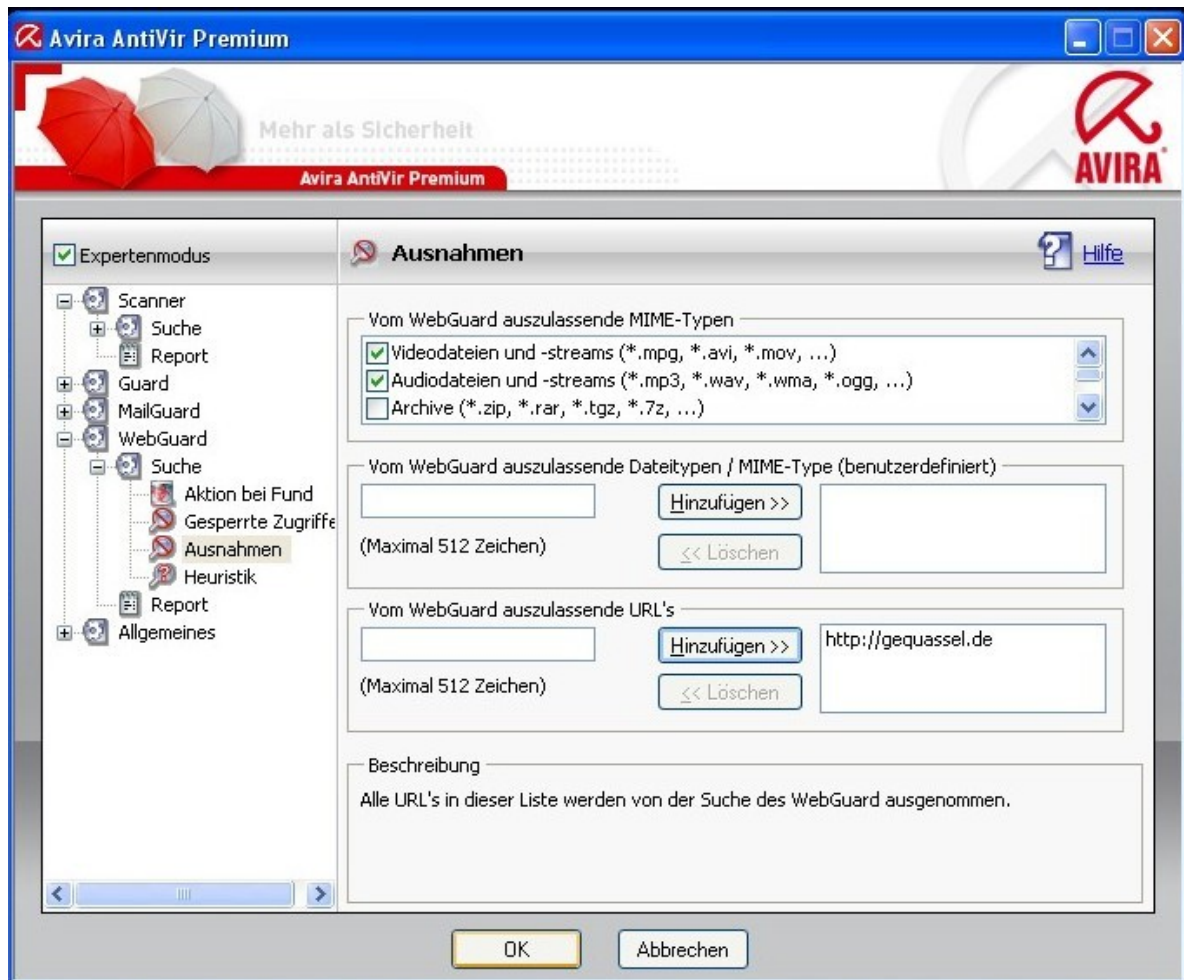 Avira AntiVir Premium
Mehr als Sicherheit
Avira AntiVir Premium
AVIRA
Expertenmodus
Scanner
Suche
Report
Guard
MailGuard
WebGuard
Suche
Aktion bei Fund
Gesperrte Zugriffe
Ausnahmen
Heuristik
Report
Allgemeines
Ausnahmen
Hilfe
Vom WebGuard auszulassende MIME-Typen
Videodateien und -streams (*.mpg, *.avi, *.mov, ...)
Audiodateien und -streams (*.mp3, *.wav, *.wma, *.ogg, ...)
Archive (*.zip, *.rar, *.tgz, *.7z, ...)
Vom WebGuard auszulassende Dateitypen / MIME-Type (benutzerdefiniert)
Hinzufügen >>
(Maximal 512 Zeichen)
<< Löschen
Vom WebGuard auszulassende URL's
Hinzufügen >>
http://gequassel.de
(Maximal 512 Zeichen)
<< Löschen
Beschreibung
Alle URL's in dieser Liste werden von der Suche des WebGuard ausgenommen.
OK
Abbrechen